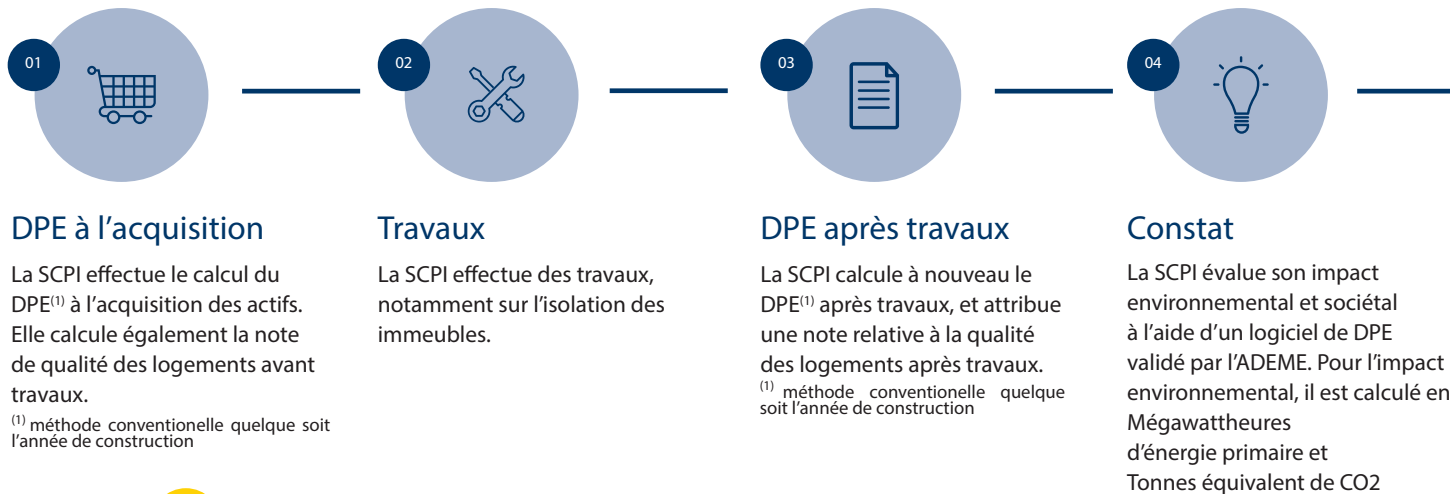 01
DPE à l’acquisition
La SCPI effectue le calcul du
DPE(1) à l’acquisition des actifs.
Elle calcule également la note
de qualité des logements avant
travaux.
(1) méthode conventionelle quelque soit
l’année de construction
02
Travaux
La SCPI effectue des travaux,
notamment sur l’isolation des
immeubles.
03
DPE après travaux
La SCPI calcule à nouveau le
DPE(1) après travaux, et attribue
une note relative à la qualité
des logements après travaux.
(1) méthode conventionelle quelque
soit l’année de construction
04
Constat
La SCPI évalue son impact
environnemental et sociétal
à l’aide d’un logiciel de DPE
validé par l’ADEME. Pour l’impact
environnemental, il est calculé en
Mégawattheures
d’énergie primaire et
Tonnes équivalent de CO2